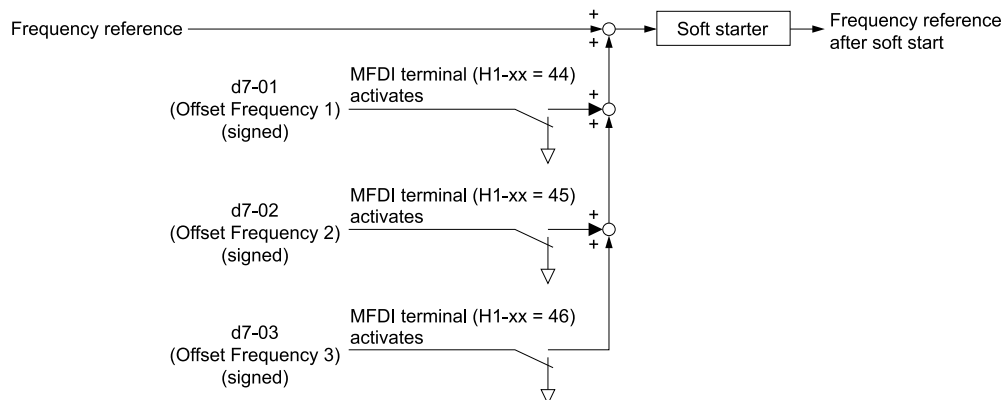 Frequency reference
+
+
Soft starter
Frequency reference
after soft start
d7-01
(Offset Frequency 1)
(signed)
MFDI terminal (H1-xx = 44)
activates
+
+
d7-02
(Offset Frequency 2)
(signed)
MFDI terminal (H1-xx = 45)
activates
+
+
d7-03
(Offset Frequency 3)
(signed)
MFDI terminal (H1-xx = 46)
activates